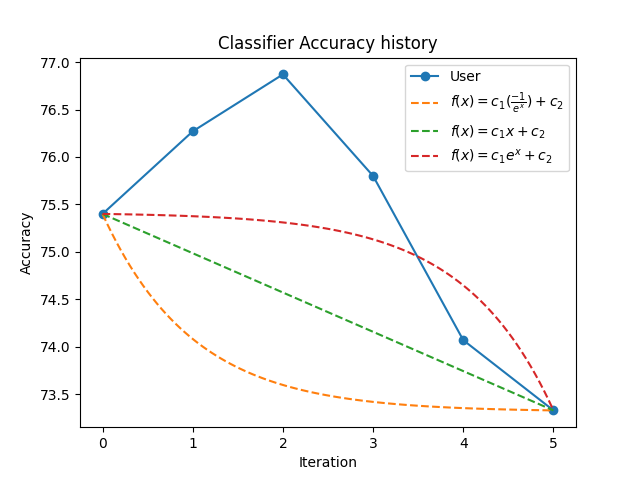 Classifier Accuracy history
77.0
76.5
76.0
75.5
75.0
74.5
74.0
73.5
Accuracy
User
f(x) = c₁(-1/eˣ) + c₂
f(x) = c₁x + c₂
f(x) = c₁eˣ + c₂
0 1 2 3 4 5
Iteration